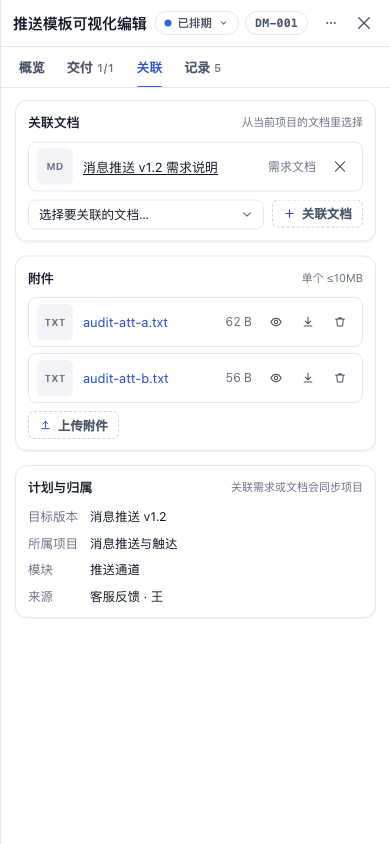 推送模板可视化编辑 已排期 DM-001
概览 交付 1/1 关联 记录 5
关联文档 从当前项目的文档里选择
MD 消息推送 v1.2 需求说明 需求文档
选择要关联的文档... 关联文档
附件 单个 ≤10MB
TXT audit-att-a.txt 62 B
TXT audit-att-b.txt 56 B
上传附件
计划与归属 关联需求或文档会同步项目
目标版本 消息推送 v1.2
所属项目 消息推送与触达
模块 推送通道
来源 客服反馈 · 王